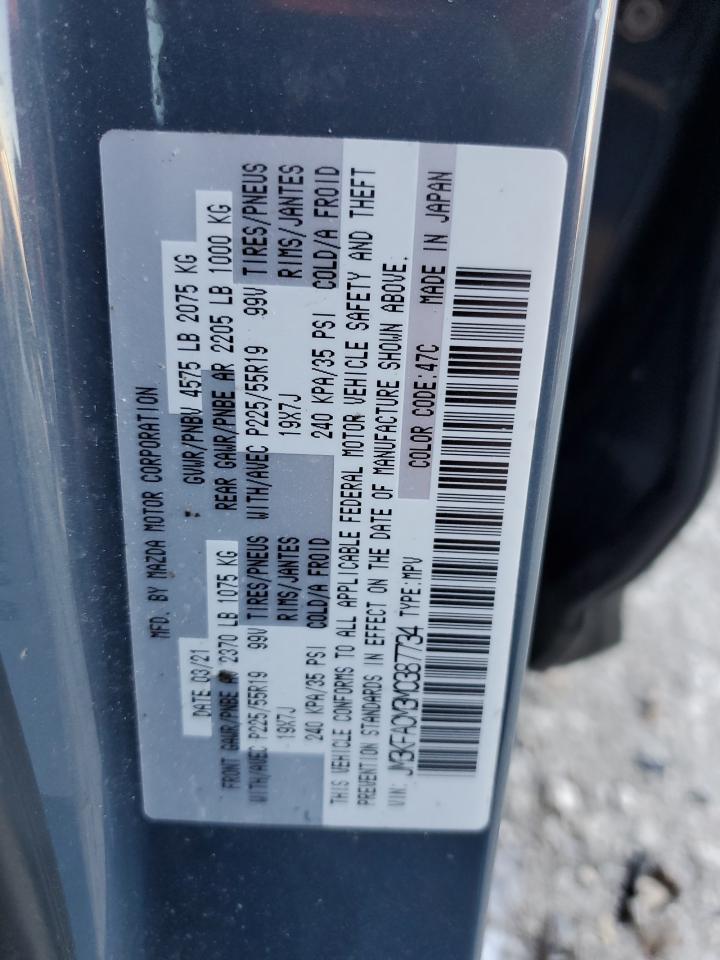 MFD. BY MAZDA MOTOR CORPORATION
DATE 03/21 GVWR/PNBV 4575 LB 2075 KG
FRONT GAWR/PNBE AR 2370 LB 1075 KG REAR GAWR/PNBE AR 2205 LB 1000 KG
WITH/AVEC P225/55R19 99V TIRES/PNEUS WITH/AVEC P225/55R19 99V TIRES/PNEUS
19X7J RIMS/JANTES 19X7J RIMS/JANTES
240 KPA/35 PSI COLD/A FROID 240 KPA/35 PSI COLD/A FROID
THIS VEHICLE CONFORMS TO ALL APPLICABLE FEDERAL MOTOR VEHICLE SAFETY AND THEFT
PREVENTION STANDARDS IN EFFECT ON THE DATE OF MANUFACTURE SHOWN ABOVE.
COLOR CODE:47C MADE IN JAPAN
VIN: TYPE:MPV